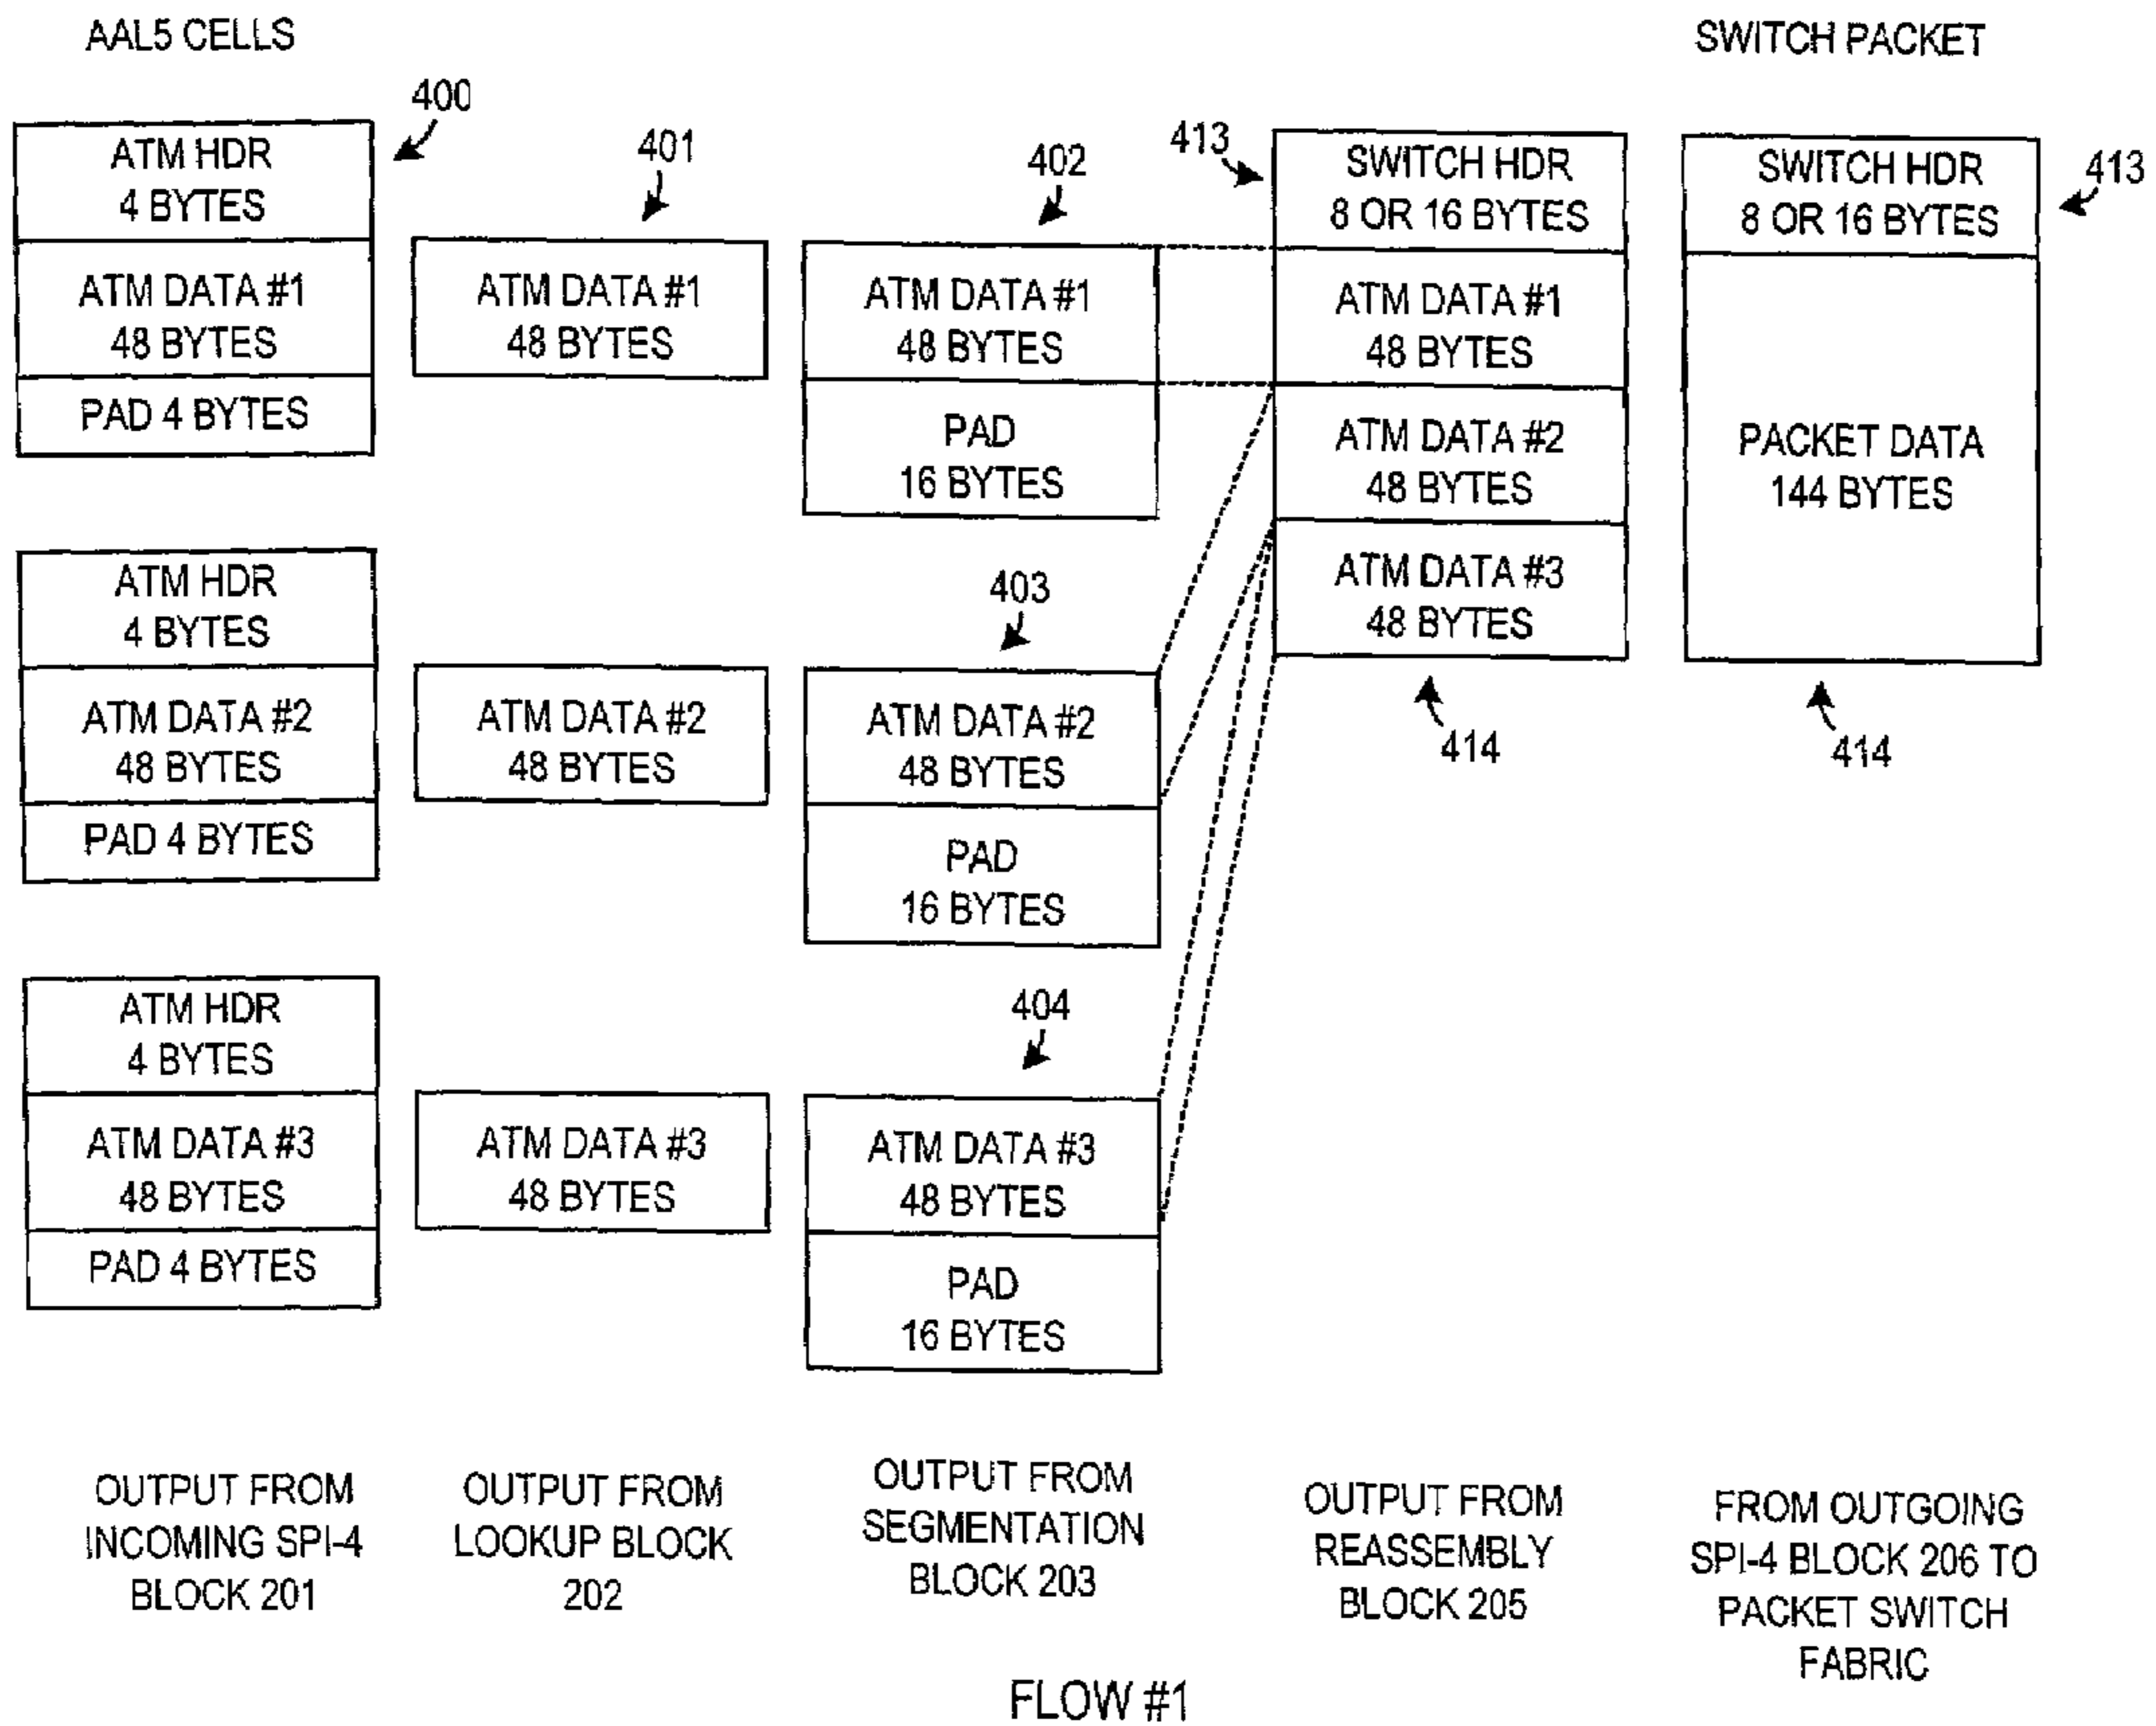 AAL5 CELLS
SWITCH PACKET
400
401
402
413
413
ATM HDR
4 BYTES
ATM DATA #1
48 BYTES
PAD 4 BYTES
ATM DATA #1
48 BYTES
ATM DATA #1
48 BYTES
PAD
16 BYTES
SWITCH HDR
8 OR 16 BYTES
ATM DATA #1
48 BYTES
ATM DATA #2
48 BYTES
ATM DATA #3
48 BYTES
SWITCH HDR
8 OR 16 BYTES
PACKET DATA
144 BYTES
414
414
403
ATM HDR
4 BYTES
ATM DATA #2
48 BYTES
PAD 4 BYTES
ATM DATA #2
48 BYTES
ATM DATA #2
48 BYTES
PAD
16 BYTES
404
ATM HDR
4 BYTES
ATM DATA #3
48 BYTES
PAD 4 BYTES
ATM DATA #3
48 BYTES
ATM DATA #3
48 BYTES
PAD
16 BYTES
OUTPUT FROM
INCOMING SPI-4
BLOCK 201
OUTPUT FROM
LOOKUP BLOCK
202
OUTPUT FROM
SEGMENTATION
BLOCK 203
OUTPUT FROM
REASSEMBLY
BLOCK 205
FROM OUTGOING
SPI-4 BLOCK 206 TO
PACKET SWITCH
FABRIC
FLOW #1